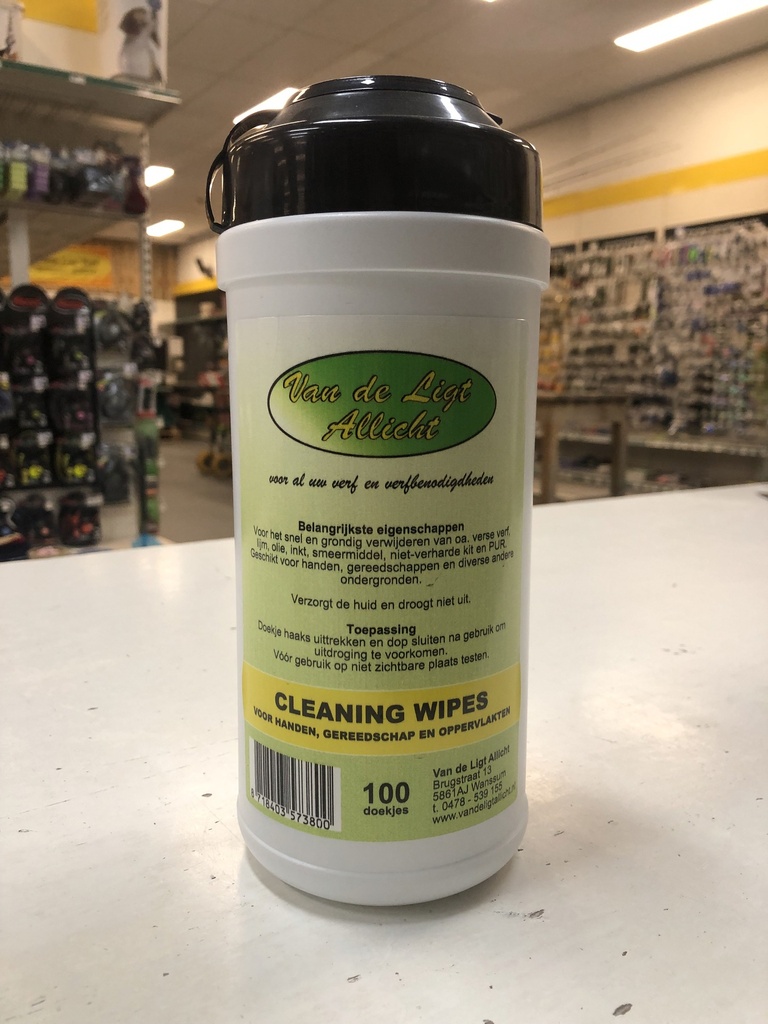 Van de Ligt
Allicht
voor al uw verf en verfbenodigdheden
Belangrijkste eigenschappen
Voor het snel en grondig verwijderen van oa. verse verf,
lijm, olie, inkt, smeermiddel, niet-verharde kit en PUR.
Geschikt voor handen, gereedschappen en diverse andere
ondergronden.
Verzorgt de huid en droogt niet uit.
Toepassing
Doekje haaks uittrekken en dop sluiten na gebruik om
uitdroging te voorkomen.
Vóór gebruik op niet zichtbare plaats testen.
CLEANING WIPES
VOOR HANDEN, GEREEDSCHAP EN OPPERVLAKTEN
8 718403 573800
100
doekjes
Van de Ligt Allicht
Brugstraat 13
5861AJ Wanssum
t. 0478 - 539 155
www.vandeligtallicht.nl